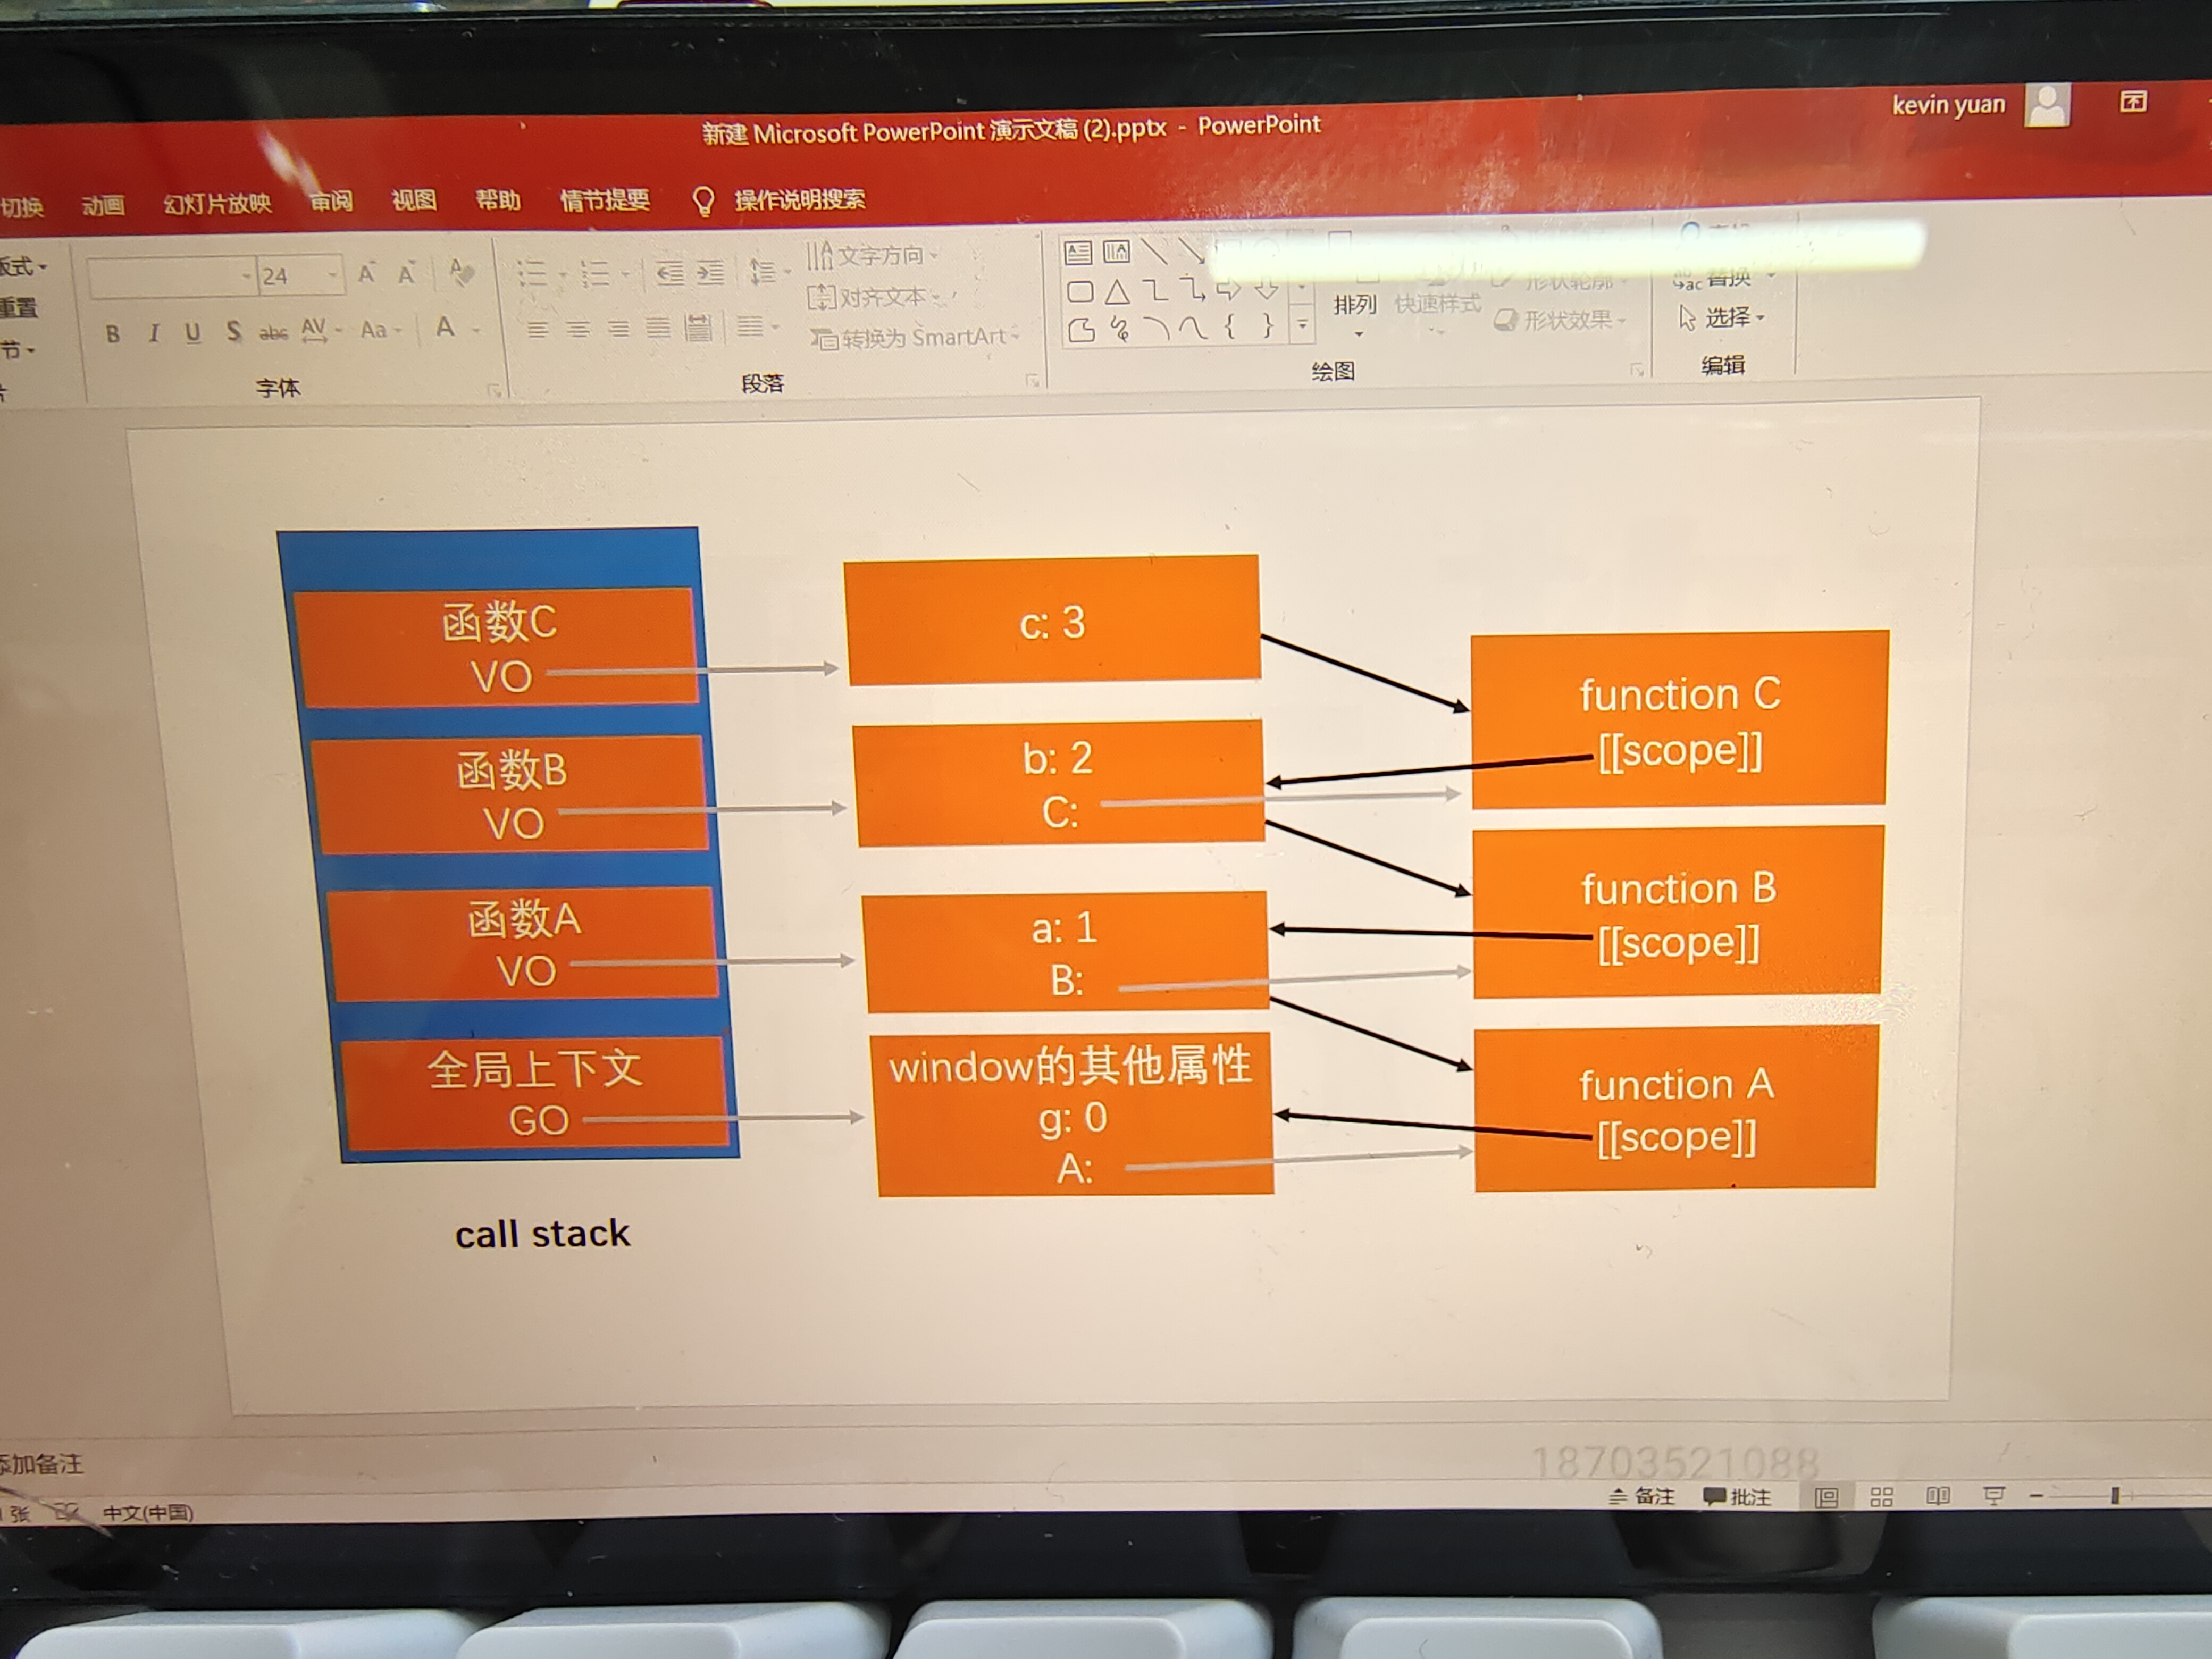 kevin yuan
新建 Microsoft PowerPoint 演示文稿 (2).pptx - PowerPoint
切换 动画 幻灯片放映 审阅 视图 帮助 情节提要 操作说明搜索
版式
重置
节
24
文字方向
对齐文本
转换为 SmartArt
B I U S abc AV Aa A
排列
快速样式
形状轮廓
形状效果
替换
选择
字体 段落 绘图 编辑
函数C
VO
函数B
VO
函数A
VO
全局上下文
GO
call stack
c: 3
b: 2
C:
a: 1
B:
window的其他属性
g: 0
A:
function C
[[scope]]
function B
[[scope]]
function A
[[scope]]
添加备注
18703521088
张 中文(中国)
备注 批注